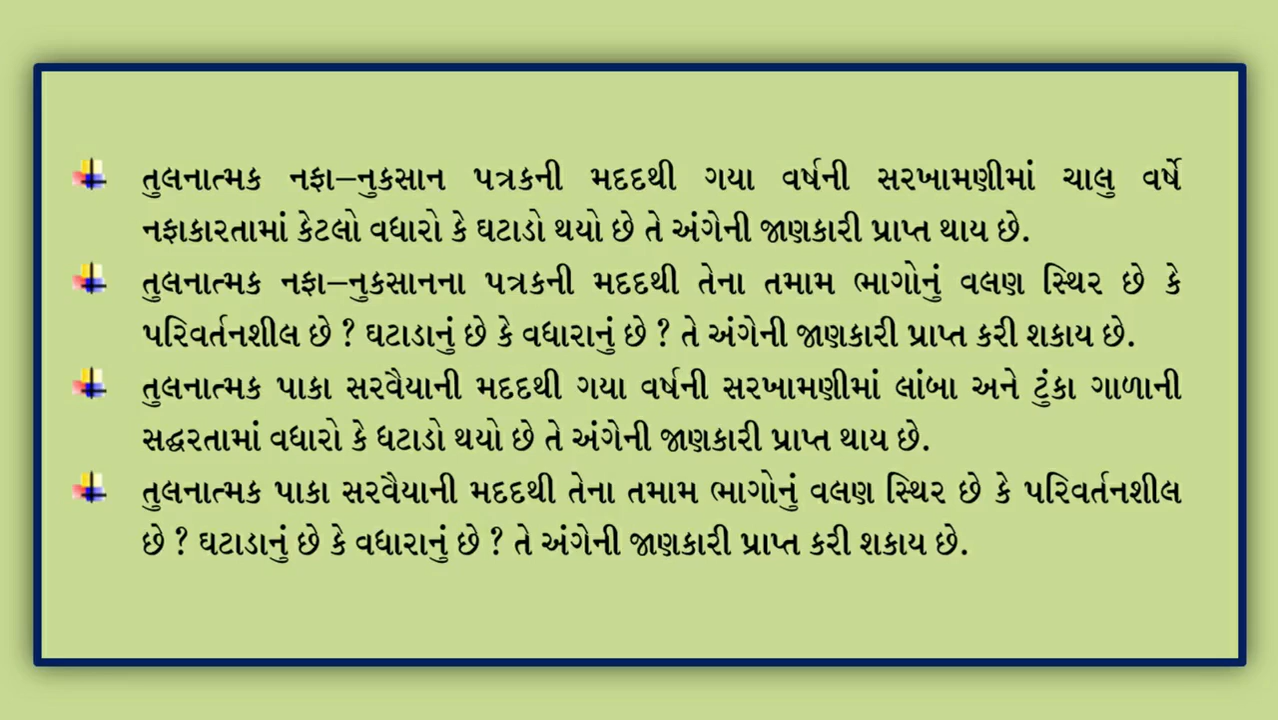 તુલનાત્મક નફા–નુકસાન પત્રકની મદદથી ગયા વર્ષની સરખામણીમાં ચાલુ વર્ષે
નફાકારતામાં કેટલો વધારો કે ઘટાડો થયો છે તે અંગેની જાણકારી પ્રાપ્ત થાય છે.
તુલનાત્મક નફા–નુકસાનના પત્રકની મદદથી તેના તમામ ભાગોનું વલણ સ્થિર છે કે
પરિવર્તનશીલ છે ? ઘટાડાનું છે કે વધારાનું છે ? તે અંગેની જાણકારી પ્રાપ્ત કરી શકાય છે.
તુલનાત્મક પાકા સરવૈયાની મદદથી ગયા વર્ષની સરખામણીમાં લાંબા અને ટુંકા ગાળાની
સદ્ધરતામાં વધારો કે ધટાડો થયો છે તે અંગેની જાણકારી પ્રાપ્ત થાય છે.
તુલનાત્મક પાકા સરવૈયાની મદદથી તેના તમામ ભાગોનું વલણ સ્થિર છે કે પરિવર્તનશીલ
છે ? ઘટાડાનું છે કે વધારાનું છે ? તે અંગેની જાણકારી પ્રાપ્ત કરી શકાય છે.